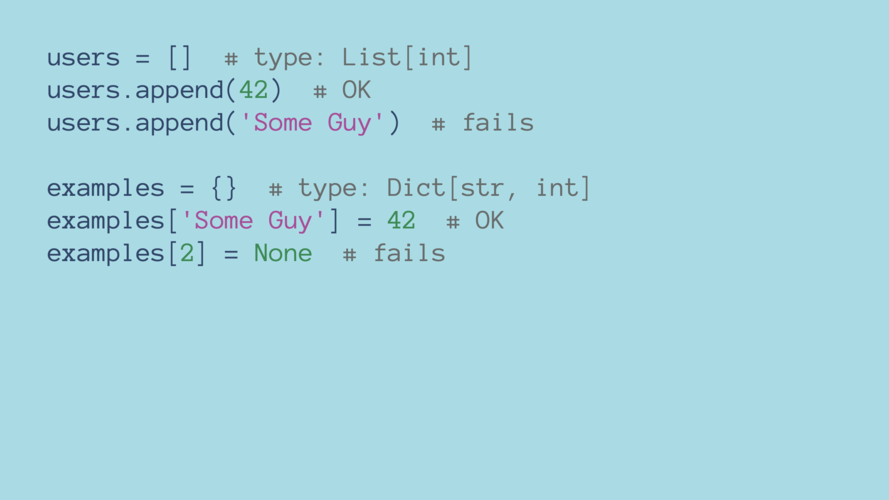 users = []  # type: List[int]
users.append(42)  # OK
users.append('Some Guy')  # fails
examples = {}  # type: Dict[str, int]
examples['Some Guy'] = 42  # OK
examples[2] = None  # fails